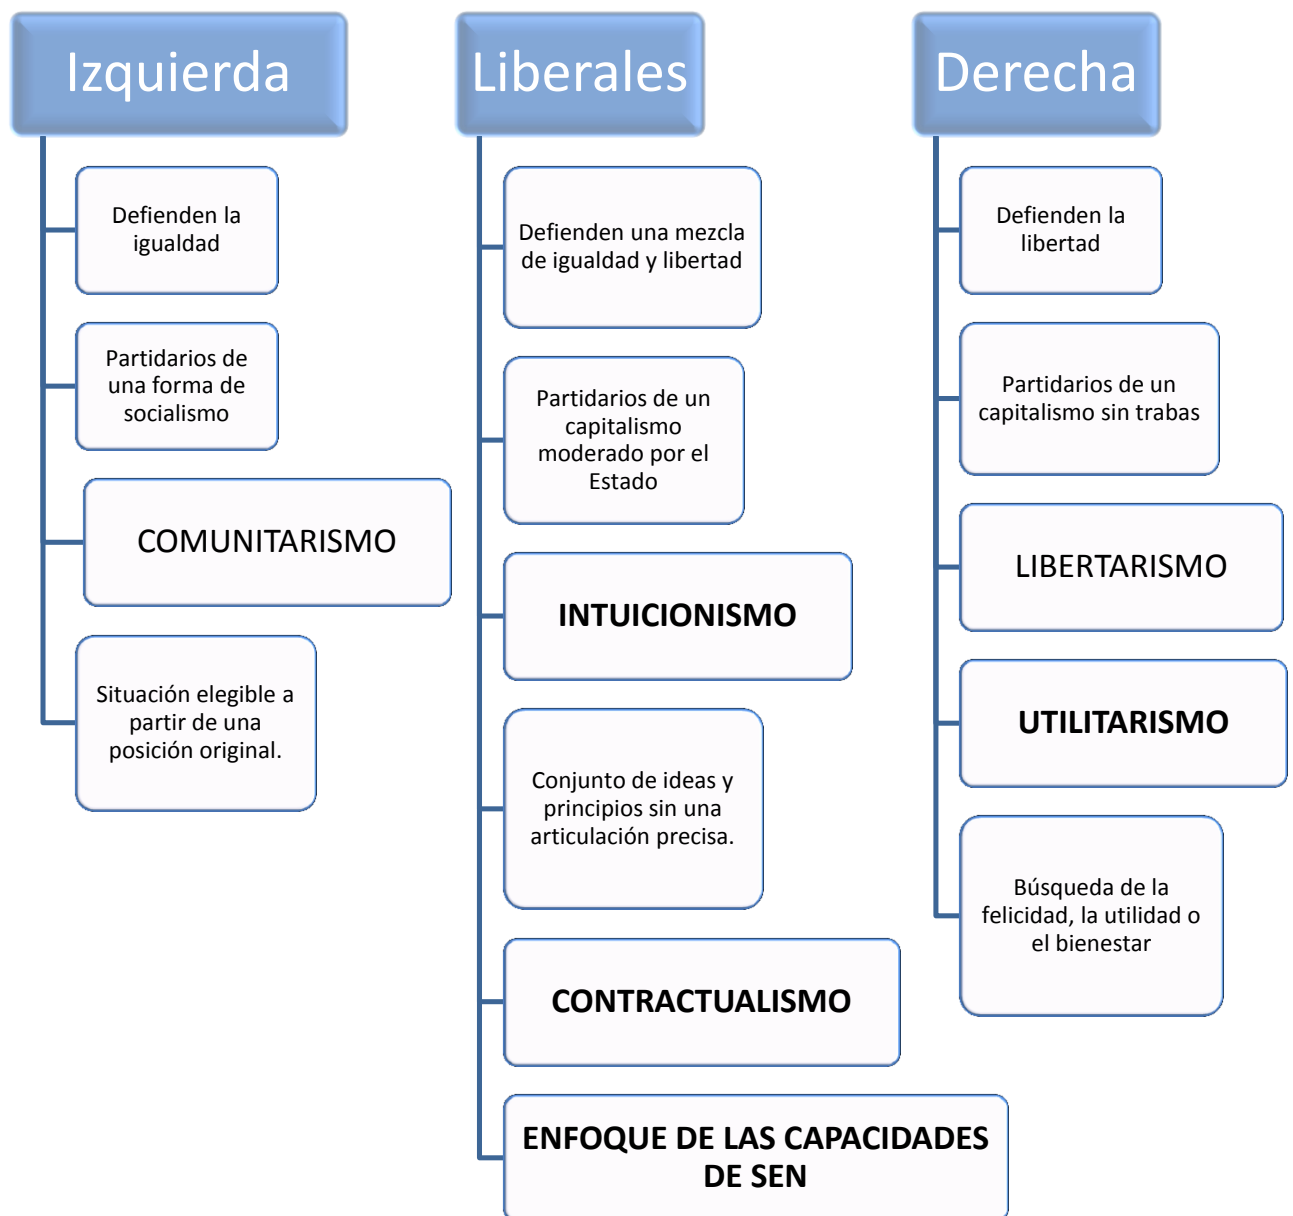 Izquierda
Defienden la
igualdad
Partidarios de
una forma de
socialismo
COMUNITARISMO
Situación elegible a
partir de una
posición original.
Liberales
Defienden una mezcla
de igualdad y libertad
Partidarios de un
capitalismo
moderado por el
Estado
INTUICIONISMO
Conjunto de ideas y
principios sin una
articulación precisa.
CONTRACTUALISMO
ENFOQUE DE LAS CAPACIDADES
DE SEN
Derecha
Defienden la
libertad
Partidarios de un
capitalismo sin trabas
LIBERTARISMO
UTILITARISMO
Búsqueda de la
felicidad, la utilidad o
el bienestar